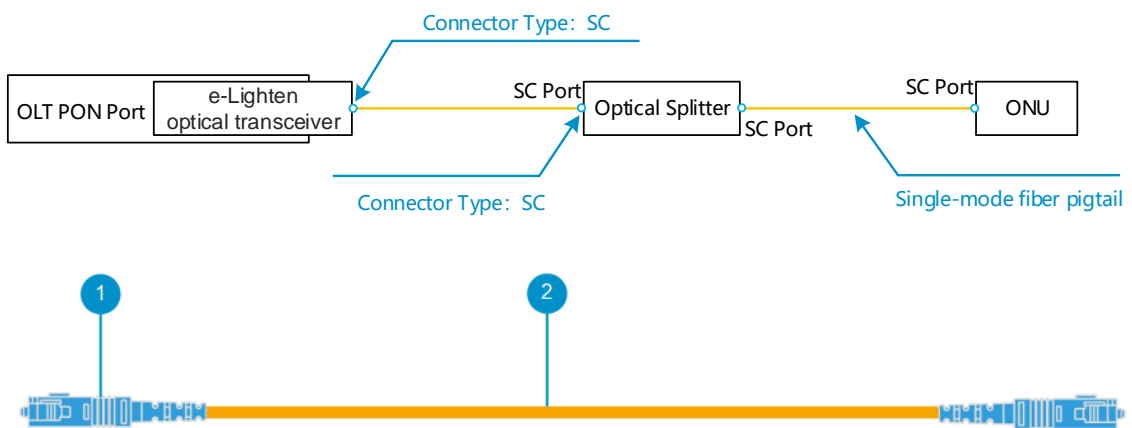 Connector Type: SC
OLT PON Port
e-Lighten
optical transceiver
SC Port
Optical Splitter
SC Port
SC Port
ONU
Connector Type: SC
Single-mode fiber pigtail
1
2